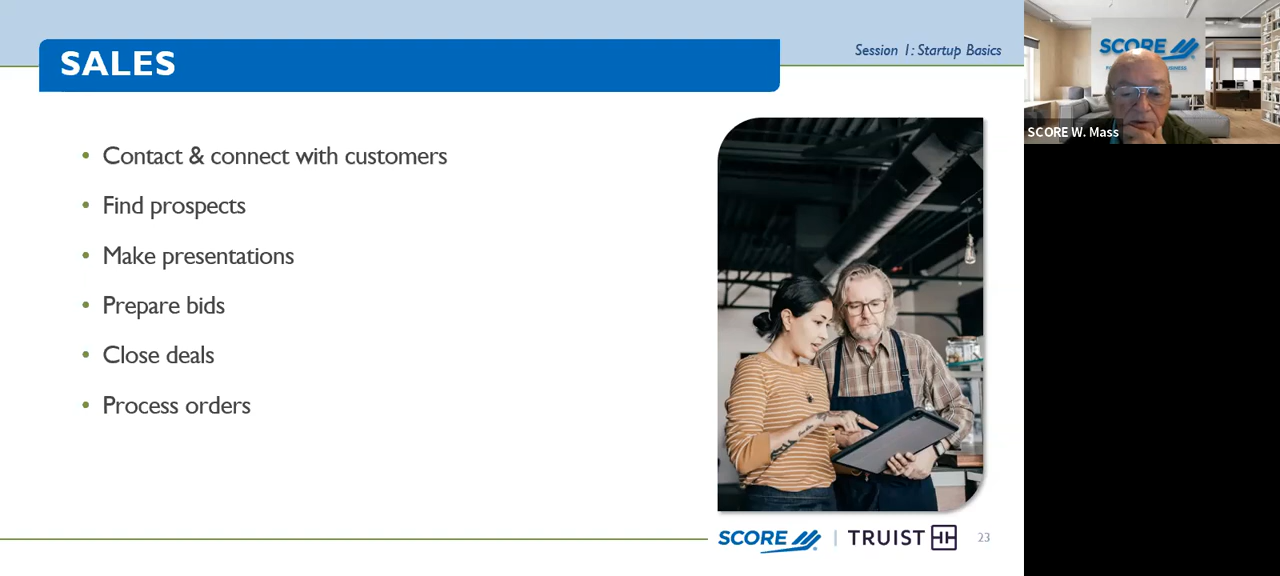 SALES
Session 1: Startup Basics
• Contact & connect with customers
• Find prospects
• Make presentations
• Prepare bids
• Close deals
• Process orders
SCORE | TRUIST
23
SCORE
SCORE W. Mass